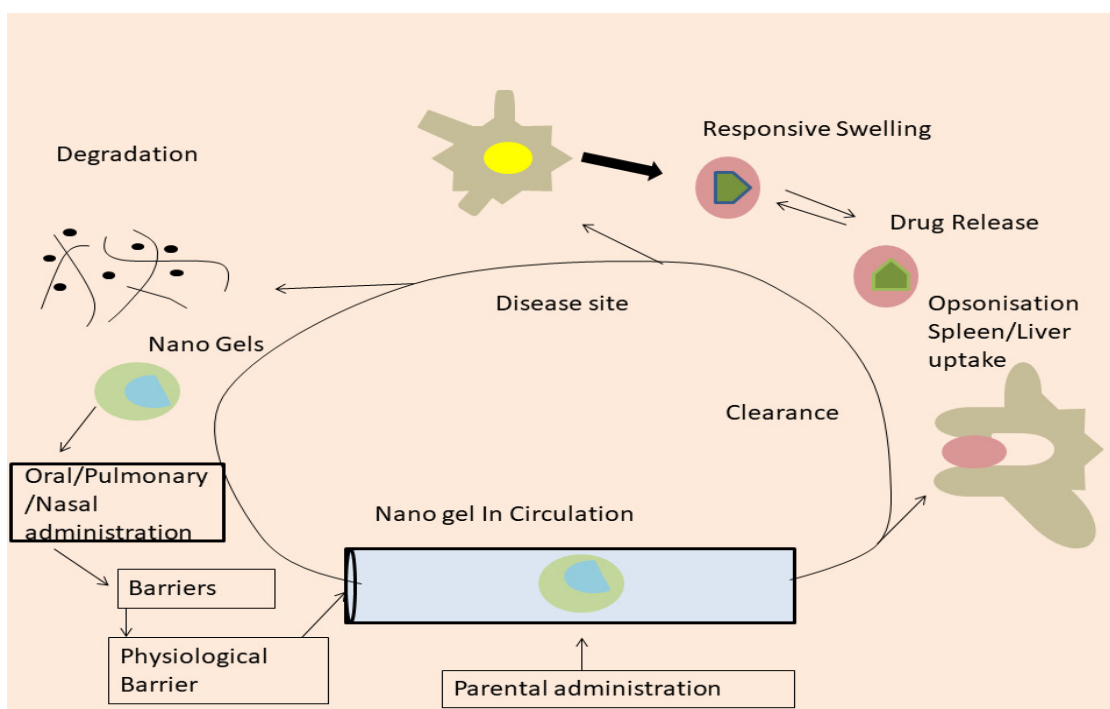 Responsive Swelling
Degradation
Drug Release
Disease site
Opsonisation
Spleen/Liver
uptake
Nano Gels
Clearance
Oral/Pulmonary
/Nasal
administration
Nano gel In Circulation
Barriers
Physiological
Barrier
Parental administration